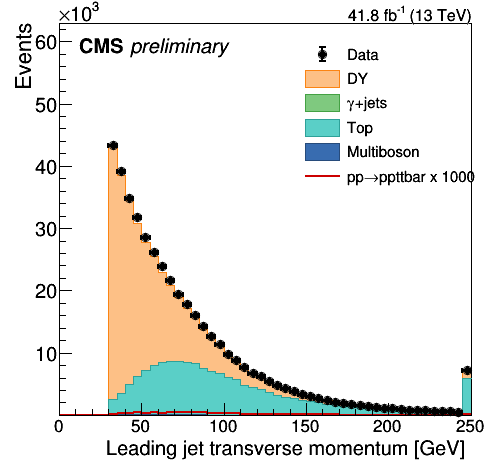 ×10³
41.8 fb⁻¹ (13 TeV)
Events
CMS preliminary
Data
DY
γ+jets
Top
Multiboson
pp→ppttbar x 1000
60
50
40
30
20
10
0 50 100 150 200 250
Leading jet transverse momentum [GeV]